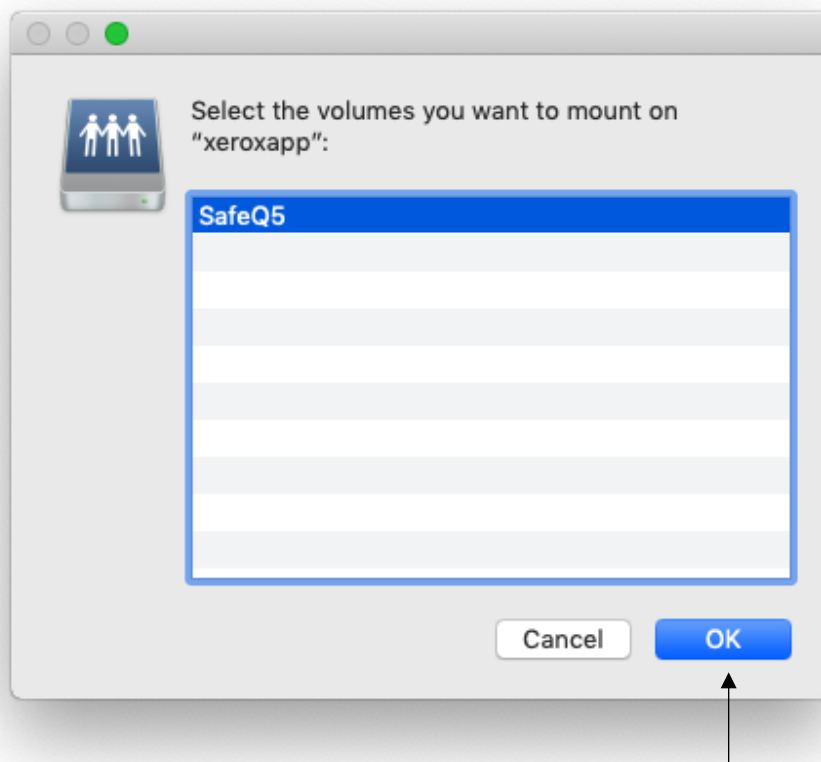 Select the volumes you want to mount on
“xeroxapp”:
SafeQ5
Cancel
OK